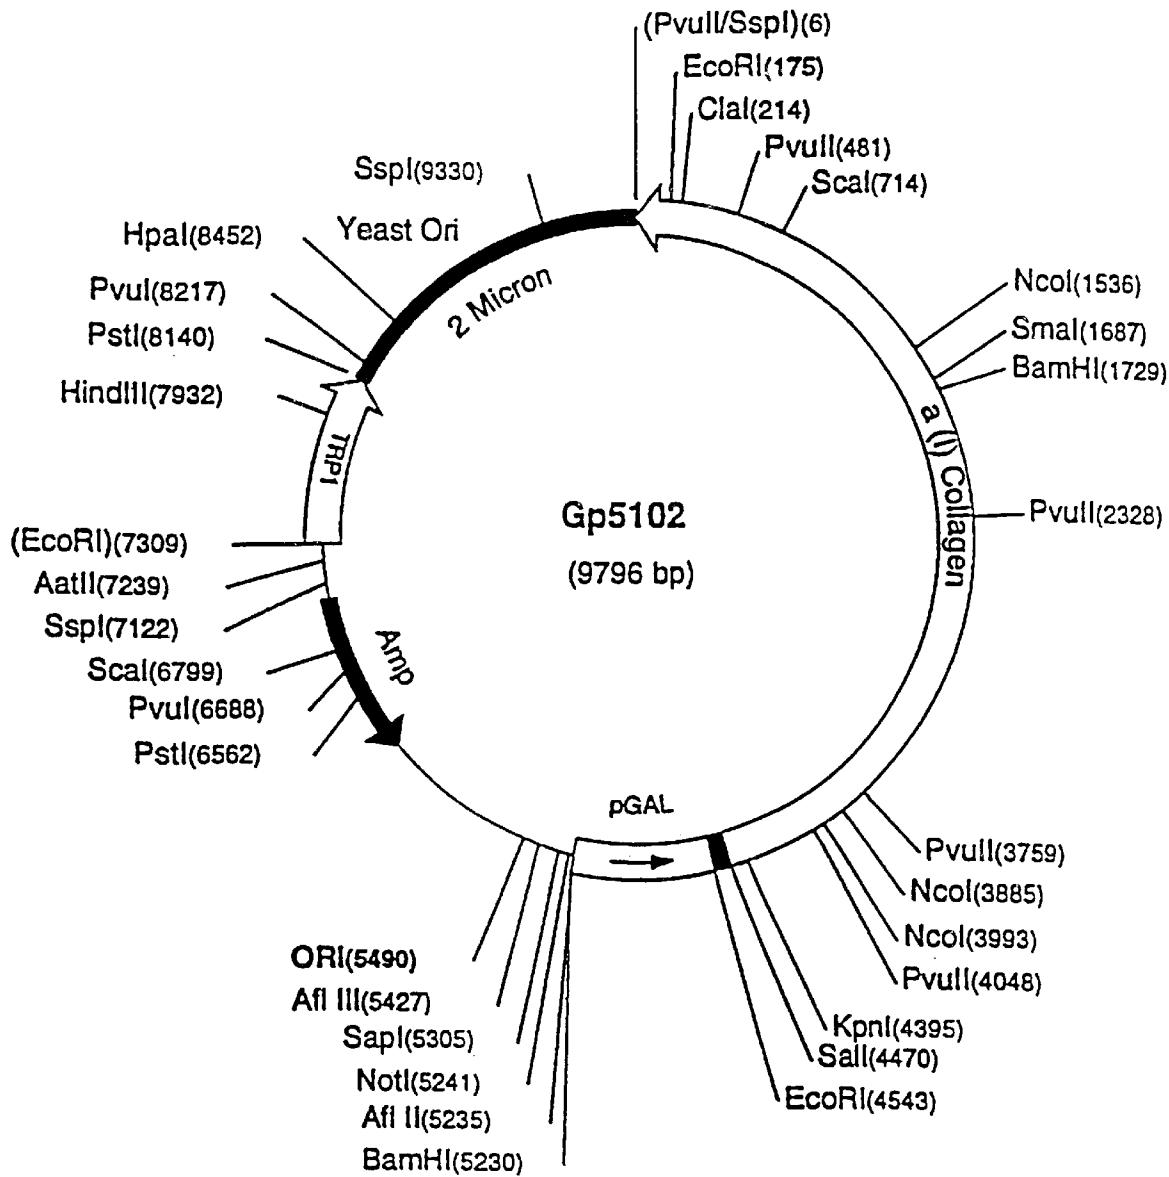 (PvuII/SspI)(6)
EcoRI(175)
ClaI(214)
PvuII(481)
ScaI(714)
NcoI(1536)
SmaI(1687)
BamHI(1729)
a (I) Collagen
PvuII(2328)
PvuII(3759)
NcoI(3885)
NcoI(3993)
PvuII(4048)
KpnI(4395)
SalI(4470)
EcoRI(4543)
pGAL
BamHI(5230)
Afl II(5235)
NotI(5241)
SapI(5305)
Afl III(5427)
ORI(5490)
PstI(6562)
PvuI(6688)
ScaI(6799)
Amp
SspI(7122)
AatII(7239)
(EcoRI)(7309)
TRP1
HindIII(7932)
PstI(8140)
PvuI(8217)
HpaI(8452)
Yeast Ori
2 Micron
SspI(9330)
Gp5102
(9796 bp)